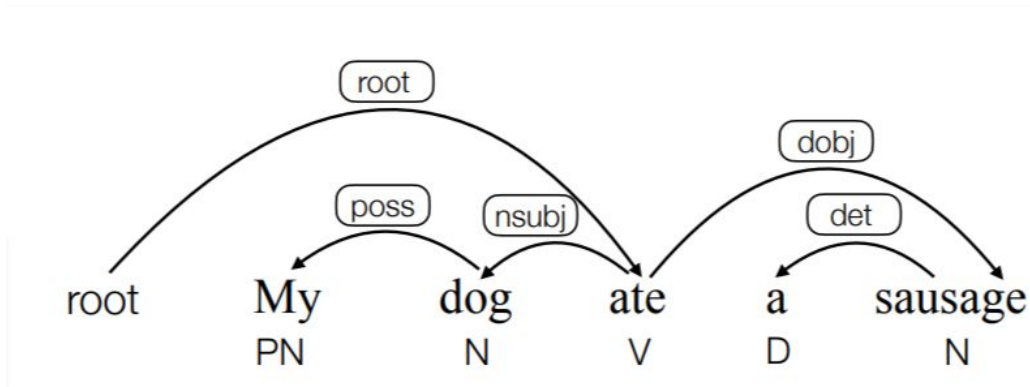 root
dobj
poss nsubj det
root My dog ate a sausage
PN N V D N